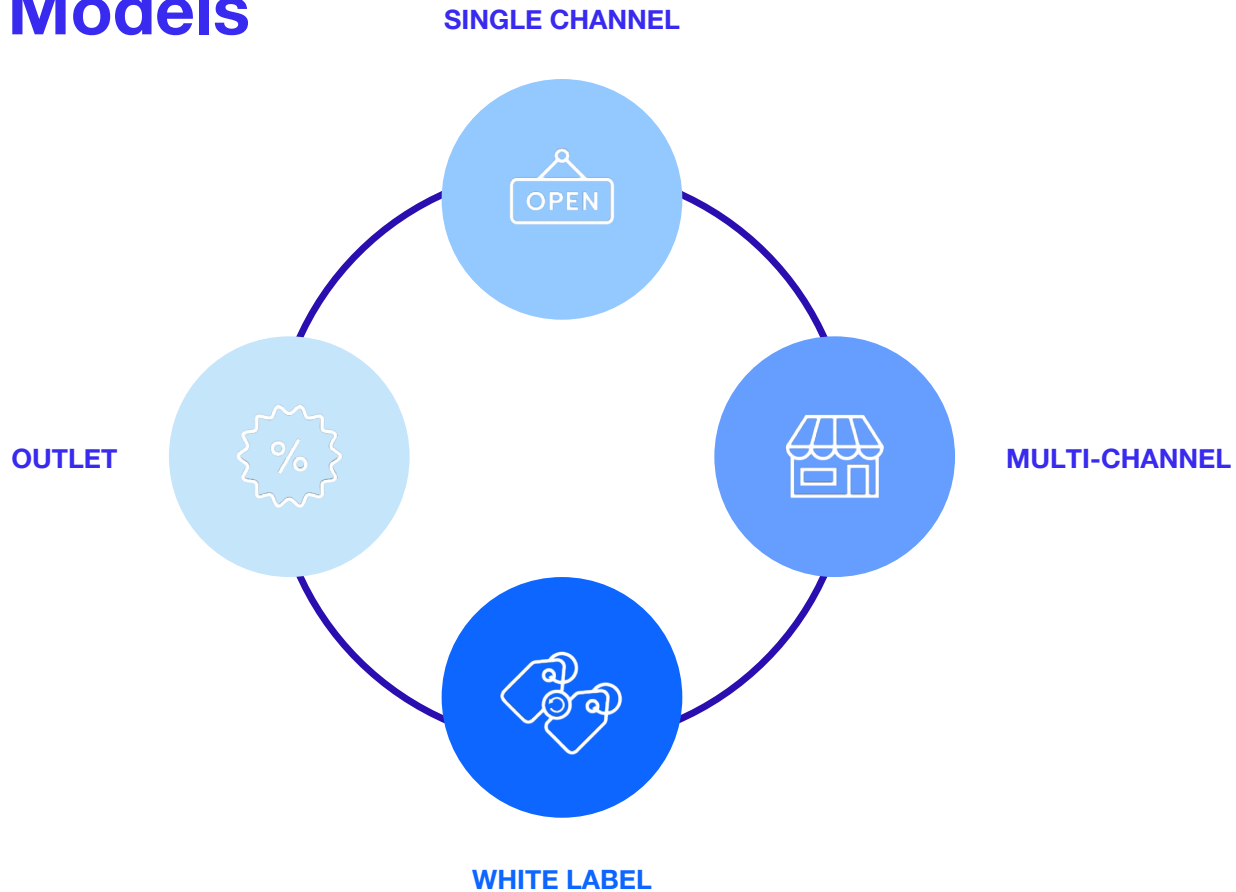 Models
SINGLE CHANNEL
OPEN
%
OUTLET
MULTI-CHANNEL
WHITE LABEL